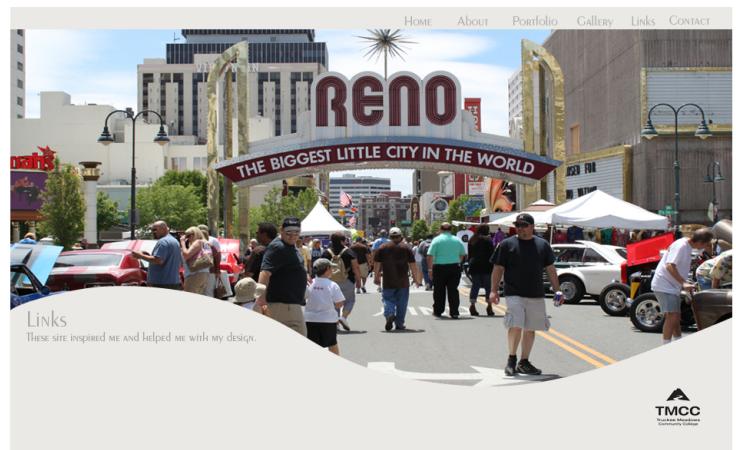 Home About Portfolio Gallery Links Contact
RENO
THE BIGGEST LITTLE CITY IN THE WORLD
Links
These site inspired me and helped me with my design.
TMCC
Truckee Meadows
Community College